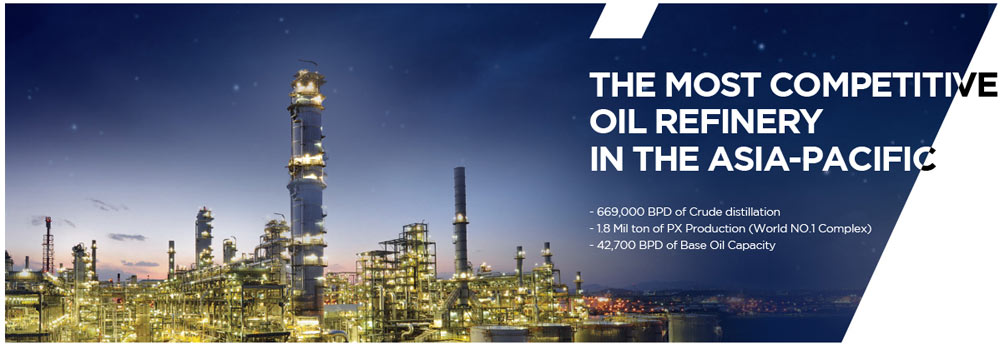 THE MOST COMPETITIVE
OIL REFINERY
IN THE ASIA-PACIFIC
- 669,000 BPD of Crude distillation
- 1.8 Mil ton of PX Production (World NO.1 Complex)
- 42,700 BPD of Base Oil Capacity